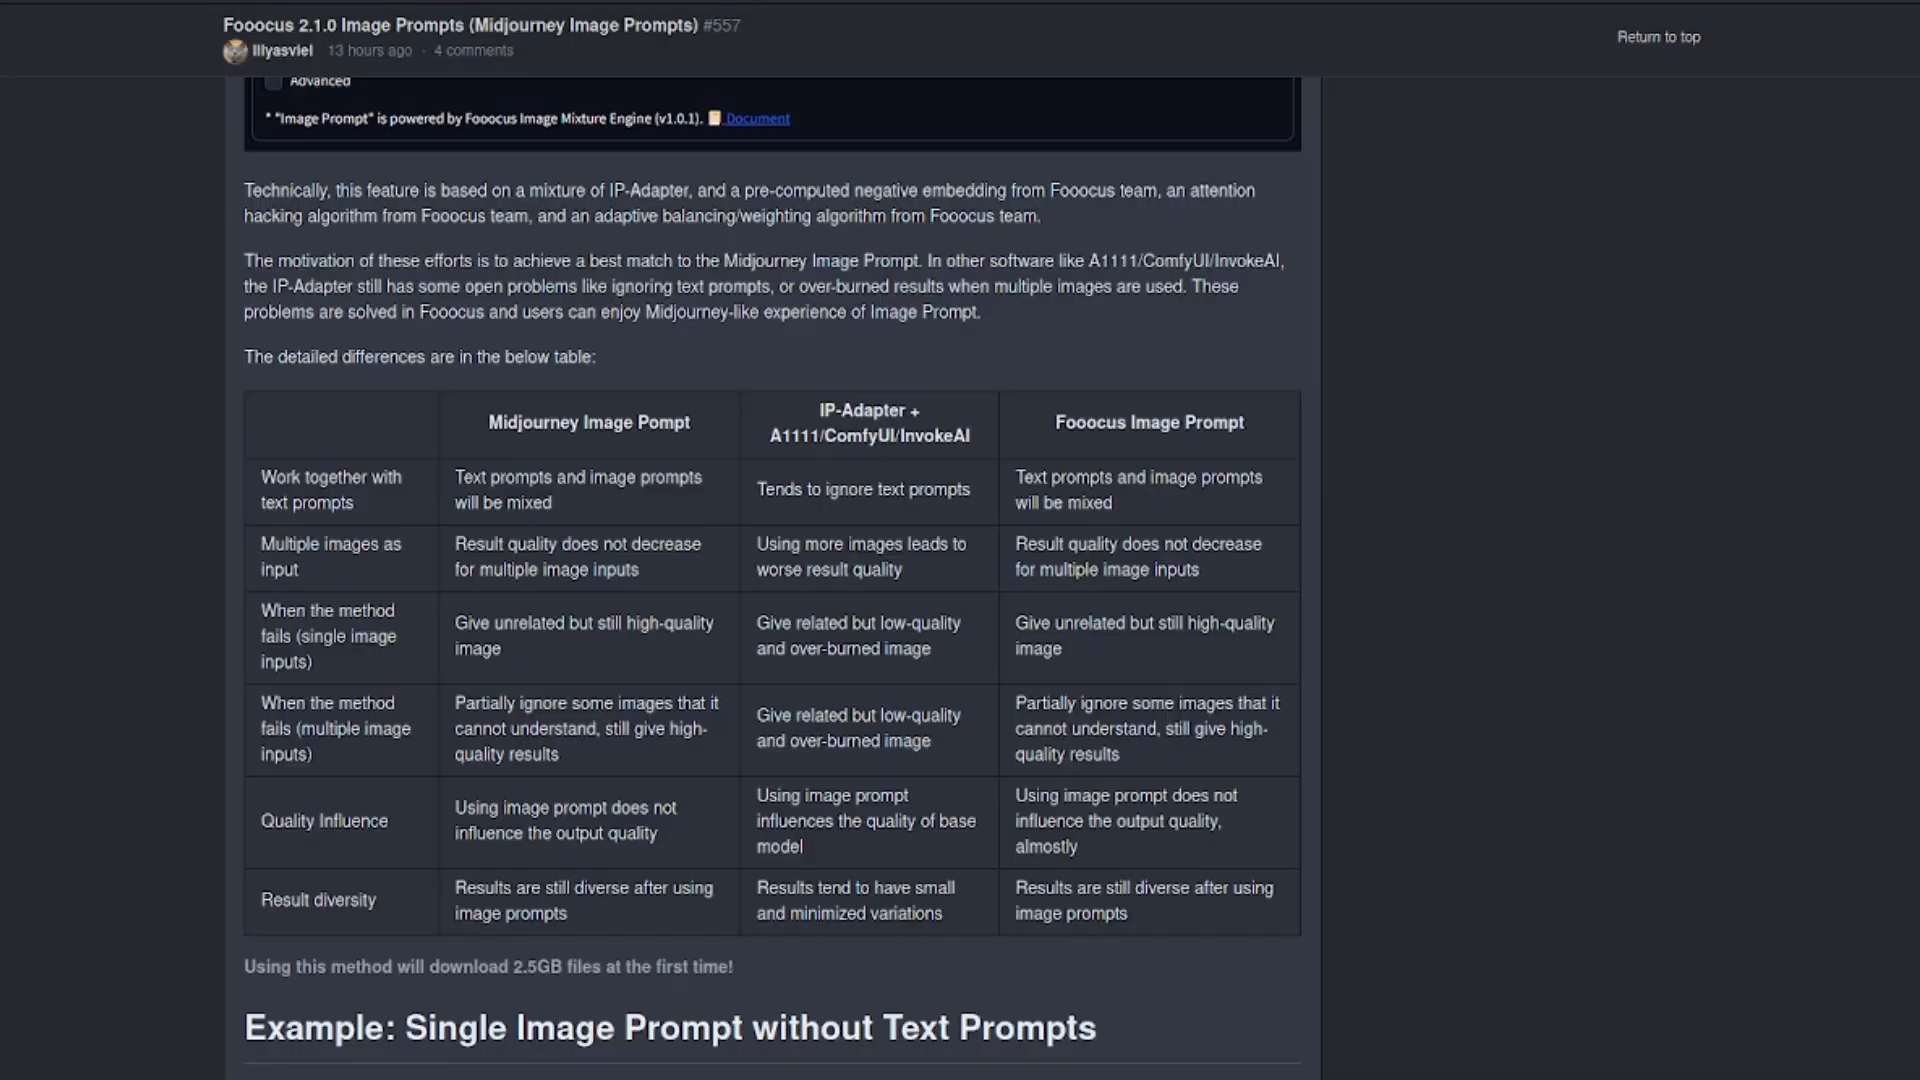 Fooocus 2.1.0 Image Prompts (Midjourney Image Prompts) #557
lllyasviel 13 hours ago · 4 comments
Return to top
Advanced
* "Image Prompt" is powered by Fooocus Image Mixture Engine (v1.0.1). Document
Technically, this feature is based on a mixture of IP-Adapter, and a pre-computed negative embedding from Fooocus team, an attention
hacking algorithm from Fooocus team, and an adaptive balancing/weighting algorithm from Fooocus team.
The motivation of these efforts is to achieve a best match to the Midjourney Image Prompt. In other software like A1111/ComfyUI/InvokeAI,
the IP-Adapter still has some open problems like ignoring text prompts, or over-burned results when multiple images are used. These
problems are solved in Fooocus and users can enjoy Midjourney-like experience of Image Prompt.
The detailed differences are in the below table:
Midjourney Image Pompt
IP-Adapter +
A1111/ComfyUI/InvokeAI
Fooocus Image Prompt
Work together with
text prompts
Text prompts and image prompts
will be mixed
Tends to ignore text prompts
Text prompts and image prompts
will be mixed
Multiple images as
input
Result quality does not decrease
for multiple image inputs
Using more images leads to
worse result quality
Result quality does not decrease
for multiple image inputs
When the method
fails (single image
inputs)
Give unrelated but still high-quality
image
Give related but low-quality
and over-burned image
Give unrelated but still high-quality
image
When the method
fails (multiple image
inputs)
Partially ignore some images that it
cannot understand, still give high-
quality results
Give related but low-quality
and over-burned image
Partially ignore some images that it
cannot understand, still give high-
quality results
Quality Influence
Using image prompt does not
influence the output quality
Using image prompt
influences the quality of base
model
Using image prompt does not
influence the output quality,
almostly
Result diversity
Results are still diverse after using
image prompts
Results tend to have small
and minimized variations
Results are still diverse after using
image prompts
Using this method will download 2.5GB files at the first time!
Example: Single Image Prompt without Text Prompts